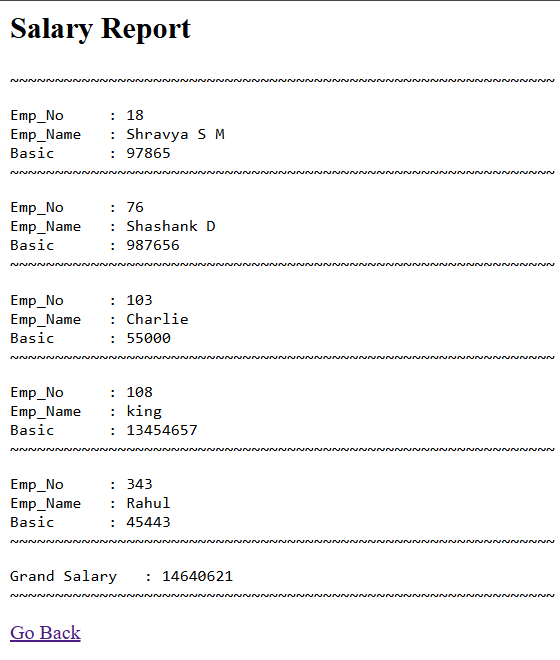 Salary Report
~~~~~~~~~~~~~~~~~~~~~~~~~~~~~~~~~~~~~~~~~~~~~~~~~~~~~~~~~~~~~
Emp_No     : 18
Emp_Name   : Shravya S M
Basic      : 97865
~~~~~~~~~~~~~~~~~~~~~~~~~~~~~~~~~~~~~~~~~~~~~~~~~~~~~~~~~~~~~
Emp_No     : 76
Emp_Name   : Shashank D
Basic      : 987656
~~~~~~~~~~~~~~~~~~~~~~~~~~~~~~~~~~~~~~~~~~~~~~~~~~~~~~~~~~~~~
Emp_No     : 103
Emp_Name   : Charlie
Basic      : 55000
~~~~~~~~~~~~~~~~~~~~~~~~~~~~~~~~~~~~~~~~~~~~~~~~~~~~~~~~~~~~~
Emp_No     : 108
Emp_Name   : king
Basic      : 13454657
~~~~~~~~~~~~~~~~~~~~~~~~~~~~~~~~~~~~~~~~~~~~~~~~~~~~~~~~~~~~~
Emp_No     : 343
Emp_Name   : Rahul
Basic      : 45443
~~~~~~~~~~~~~~~~~~~~~~~~~~~~~~~~~~~~~~~~~~~~~~~~~~~~~~~~~~~~~
Grand Salary   : 14640621
~~~~~~~~~~~~~~~~~~~~~~~~~~~~~~~~~~~~~~~~~~~~~~~~~~~~~~~~~~~~~
Go Back